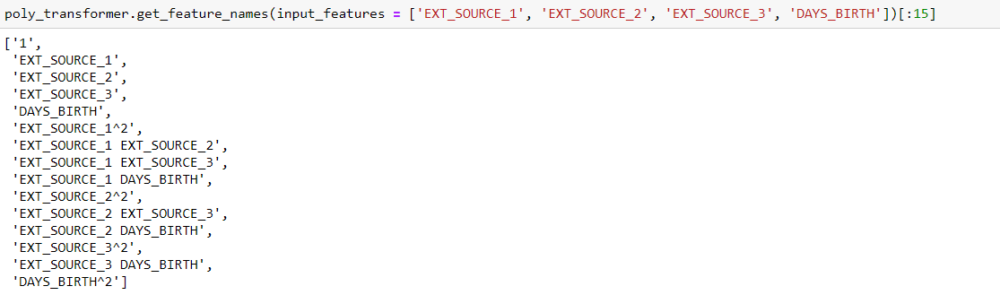 poly_transformer.get_feature_names(input_features = ['EXT_SOURCE_1', 'EXT_SOURCE_2', 'EXT_SOURCE_3', 'DAYS_BIRTH'])[:15]
['1',
 'EXT_SOURCE_1',
 'EXT_SOURCE_2',
 'EXT_SOURCE_3',
 'DAYS_BIRTH',
 'EXT_SOURCE_1^2',
 'EXT_SOURCE_1 EXT_SOURCE_2',
 'EXT_SOURCE_1 EXT_SOURCE_3',
 'EXT_SOURCE_1 DAYS_BIRTH',
 'EXT_SOURCE_2^2',
 'EXT_SOURCE_2 EXT_SOURCE_3',
 'EXT_SOURCE_2 DAYS_BIRTH',
 'EXT_SOURCE_3^2',
 'EXT_SOURCE_3 DAYS_BIRTH',
 'DAYS_BIRTH^2']